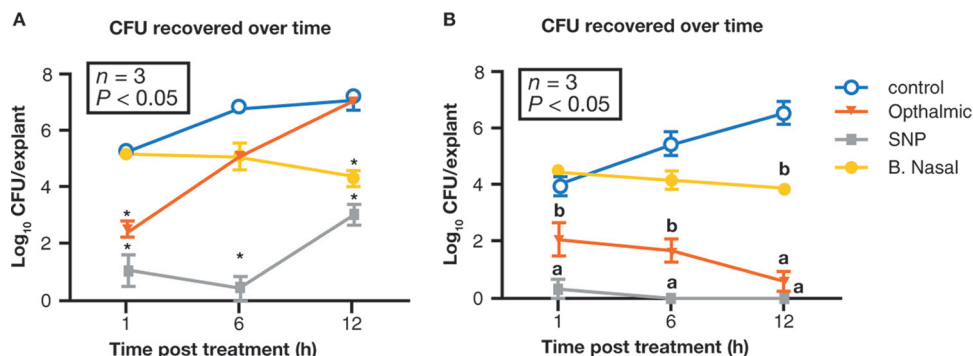 A
CFU recovered over time
n = 3
P < 0.05
8
6
4
2
0
Log10 CFU/explant
*
*
*
*
*
1
6
12
Time post treatment (h)
B
CFU recovered over time
n = 3
P < 0.05
8
6
4
2
0
Log10 CFU/explant
b
b
b
a
a
a
a
1
6
12
Time post treatment (h)
control
Opthalmic
SNP
B. Nasal